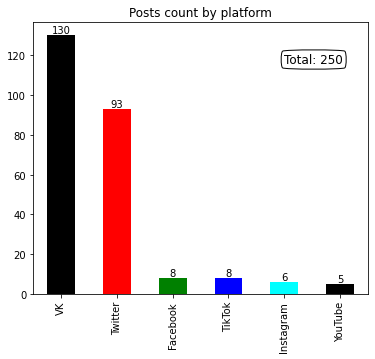 Posts count by platform
130
Total: 250
93
8
8
6
5
120
100
80
60
40
20
0
VK
Twitter
Facebook
TikTok
Instagram
YouTube